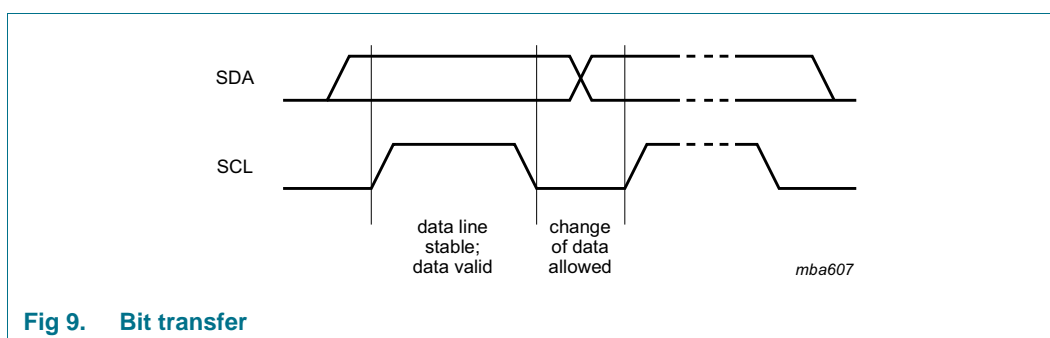 SDA
SCL
data line
stable;
data valid
change
of data
allowed
mba607
Fig 9. Bit transfer